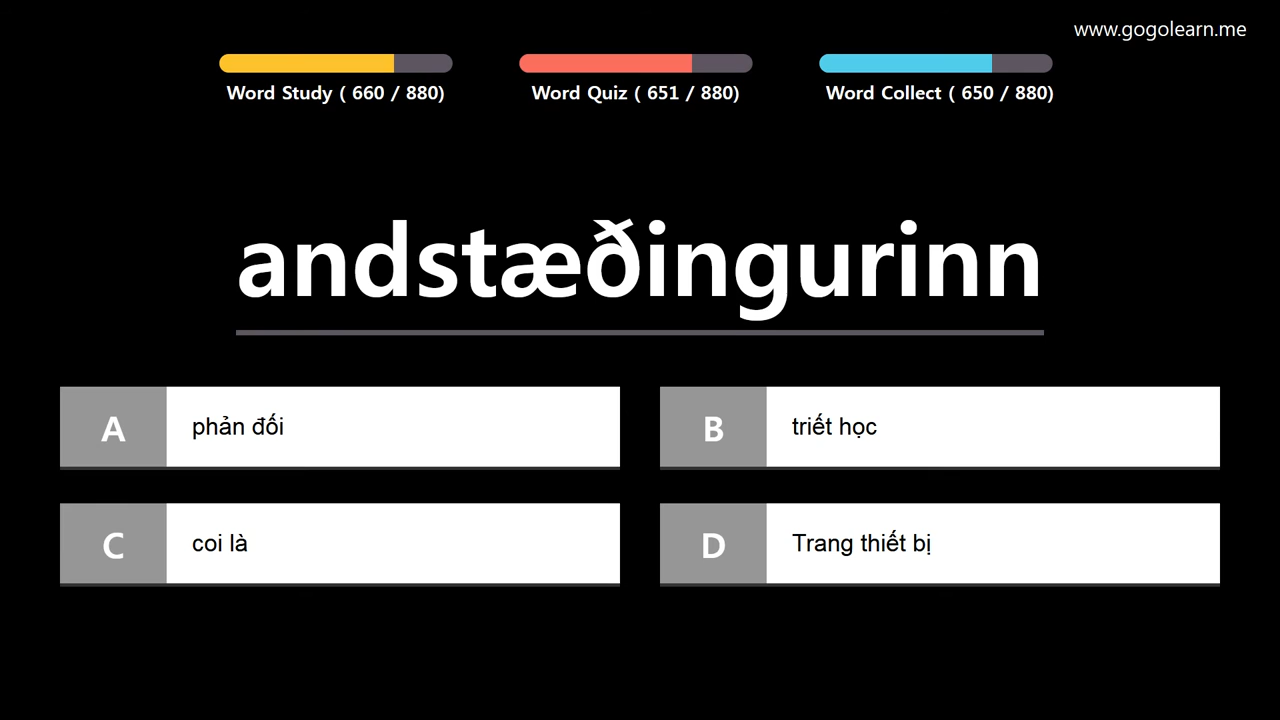 www.gogolearn.me
Word Study ( 660 / 880)
Word Quiz ( 651 / 880)
Word Collect ( 650 / 880)
andstæðingurinn
A phản đối
B triết học
C coi là
D Trang thiết bị